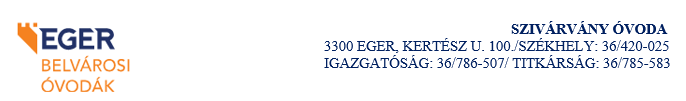 EGER
BELVÁROSI
ÓVODÁK
SZIVÁRVÁNY ÓVODA
3300 EGER, KERTÉSZ U. 100./SZÉKHELY: 36/420-025
IGAZGATÓSÁG: 36/786-507/ TITKÁRSÁG: 36/785-583